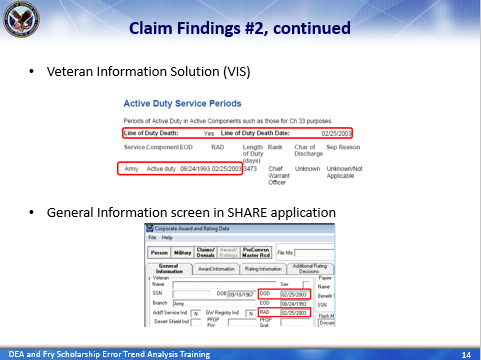 Claim Findings #2, continued
• Veteran Information Solution (VIS)
Active Duty Service Periods
Periods of Active Duty in Active Components such as those for Ch 33 purposes.
Line of Duty Death: Yes Line of Duty Death Date: 02/25/2003
Service Component EOD RAD Length of Duty (days) Rank Char of Discharge Sep Reason
Army Active duty 08/24/1993 02/25/2003 3473 Chief Warrant Officer Unknown Unknown/Not Applicable
• General Information screen in SHARE application
Corporate Award and Rating Data
File Help
Person Military Claims/ Denials Award/ Ratings PreConvsn Master Rcd File Nbr
General Information Award Information Rating Information Additional Rating Decisions
Veteran Payee
Name Sex Name
SSN DOB 09/10/1967 DOD 02/25/2003 SSN
Branch Army EOD 08/24/1993 Benefit
Addl'l Service Ind N GW Registry Ind N RAD 02/25/2003
Desert Shield Ind PFOP PFOP
DEA and Fry Scholarship Error Trend Analysis Training 14